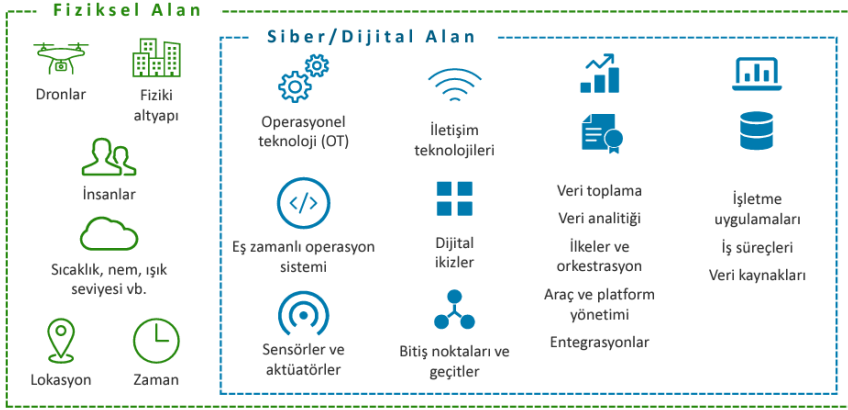 Fiziksel Alan
Siber/Dijital Alan
Dronlar
Fiziki
altyapı
İnsanlar
Sıcaklık, nem, ışık
seviyesi vb.
Lokasyon
Zaman
Operasyonel
teknoloji (OT)
İletişim
teknolojileri
Eş zamanlı operasyon
sistemi
Dijital
ikizler
Sensörler ve
aktüatörler
Bitiş noktaları ve
geçitler
Veri toplama
Veri analitiği
İlkeler ve
orkestrasyon
Araç ve platform
yönetimi
Entegrasyonlar
İşletme
uygulamaları
İş süreçleri
Veri kaynakları